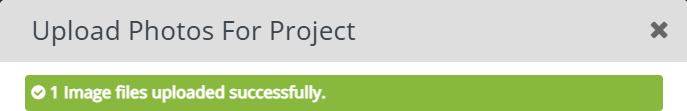 Upload Photos For Project
1 Image files uploaded successfully.